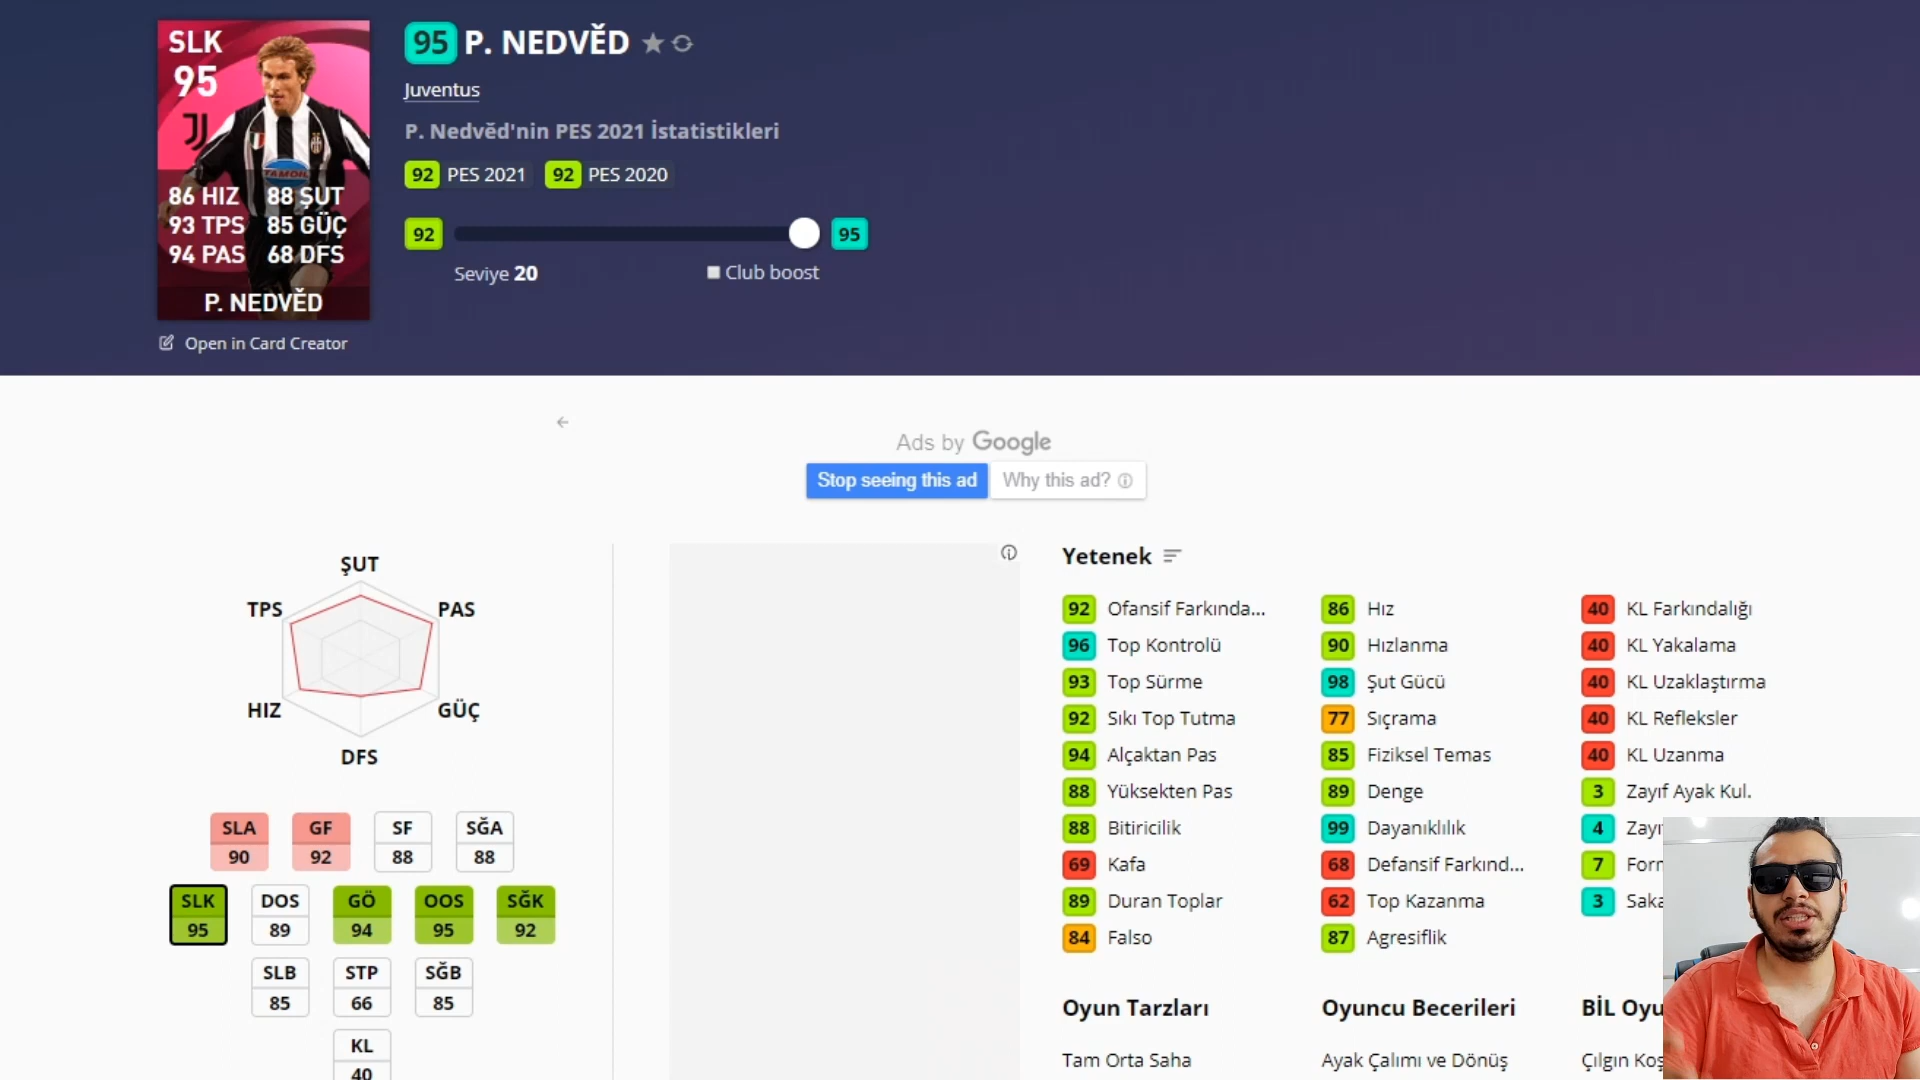 SLK
95
86 HIZ 88 ŞUT
93 TPS 85 GÜÇ
94 PAS 68 DFS
P. NEDVĚD
Open in Card Creator
95 P. NEDVĚD
Juventus
P. Nedvěd'nin PES 2021 İstatistikleri
92 PES 2021 92 PES 2020
92 95
Seviye 20 Club boost
Ads by Google
Stop seeing this ad Why this ad?
ŞUT
TPS PAS
HIZ GÜÇ
DFS
SLA GF SF SĞA
90 92 88 88
SLK DOS GÖ OOS SĞK
95 89 94 95 92
SLB STP SĞB
85 66 85
KL
40
Yetenek
92 Ofansif Farkında... 86 Hız 40 KL Farkındalığı
96 Top Kontrolü 90 Hızlanma 40 KL Yakalama
93 Top Sürme 98 Şut Gücü 40 KL Uzaklaştırma
92 Sıkı Top Tutma 77 Sıçrama 40 KL Refleksler
94 Alçaktan Pas 85 Fiziksel Temas 40 KL Uzanma
88 Yüksekten Pas 89 Denge 3 Zayıf Ayak Kul.
88 Bitiricilik 99 Dayanıklılık 4 Zayı
69 Kafa 68 Defansif Farkınd... 7 Form
89 Duran Toplar 62 Top Kazanma 3 Saka
84 Falso 87 Agresiflik
Oyun Tarzları Oyuncu Becerileri BİL Oyu
Tam Orta Saha Ayak Çalımı ve Dönüş Çılgın Koş